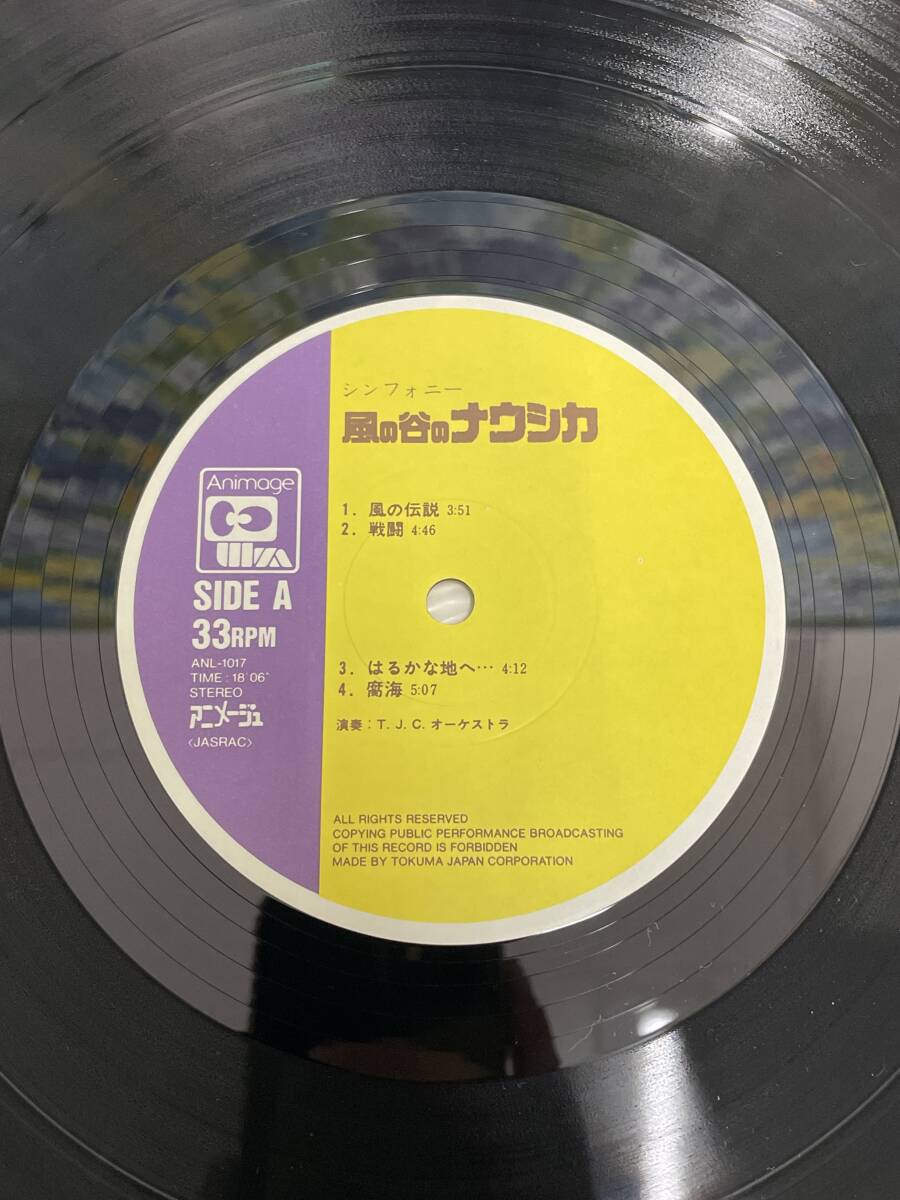 シンフォニー
風の谷のナウシカ
1. 風の伝説 3:51
2. 戦闘 4:46
3. はるかな地へ… 4:12
4. 腐海 5:07
演奏：T. J. C. オーケストラ
Animage
SIDE A
33RPM
ANL-1017
TIME : 18'06"
STEREO
アニメージュ
〈JASRAC〉
ALL RIGHTS RESERVED
COPYING PUBLIC PERFORMANCE BROADCASTING
OF THIS RECORD IS FORBIDDEN
MADE BY TOKUMA JAPAN CORPORATION